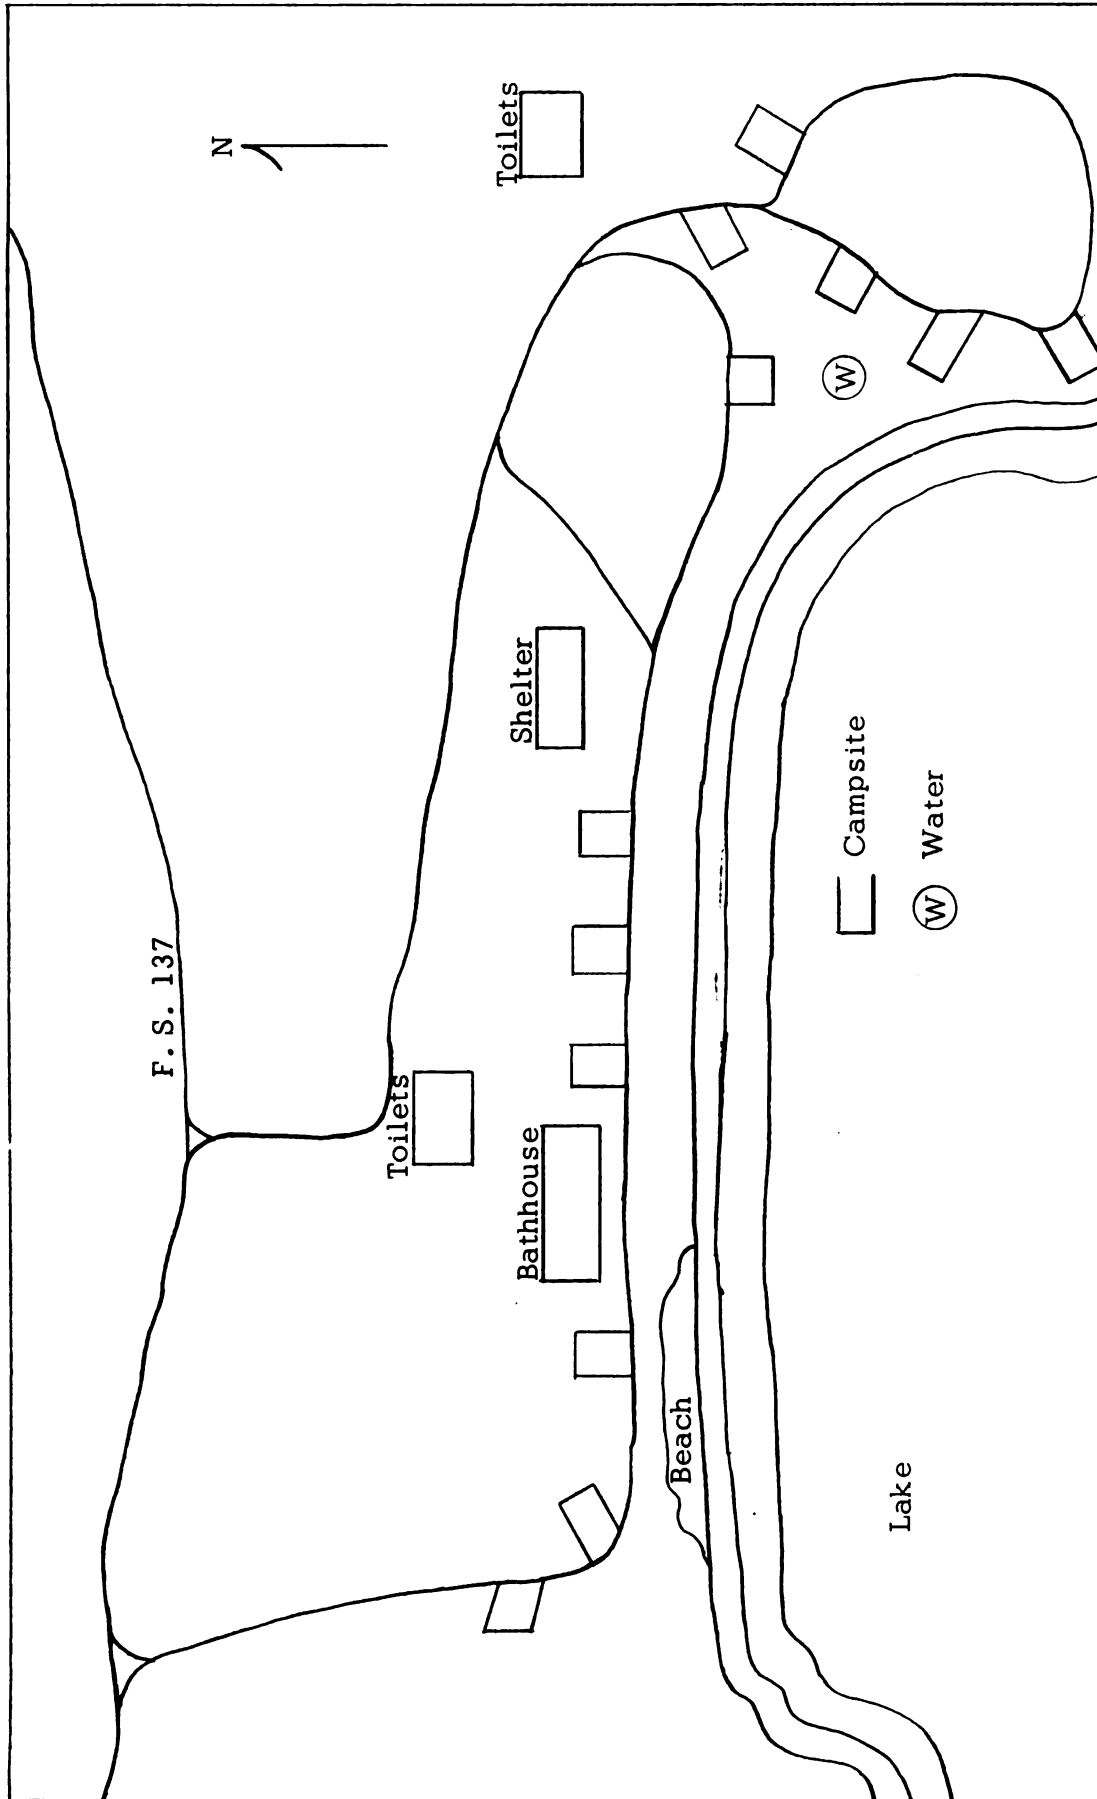 N
F. S. 137
Toilets
Toilets
Shelter
Bathhouse
Beach
Lake
W
Campsite
W Water